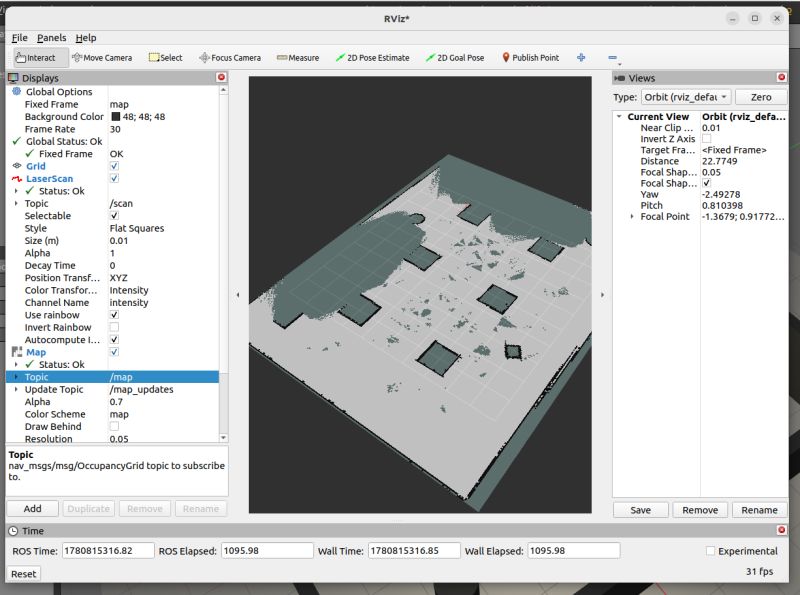 RViz*
File Panels Help
Interact Move Camera Select Focus Camera Measure 2D Pose Estimate 2D Goal Pose Publish Point
Displays
Global Options
Fixed Frame map
Background Color 48; 48; 48
Frame Rate 30
Global Status: Ok
Fixed Frame OK
Grid
LaserScan
Status: Ok
Topic /scan
Selectable
Style Flat Squares
Size (m) 0.01
Alpha 1
Decay Time 0
Position Transf... XYZ
Color Transfor... Intensity
Channel Name intensity
Use rainbow
Invert Rainbow
Autocompute I...
Map
Status: Ok
Topic /map
Update Topic /map_updates
Alpha 0.7
Color Scheme map
Draw Behind
Resolution 0.05
Topic
nav_msgs/msg/OccupancyGrid topic to subscribe
to.
Add Duplicate Remove Rename
Views
Type: Orbit (rviz_defau Zero
Current View Orbit (rviz_defa...
Near Clip ... 0.01
Invert Z Axis
Target Fra... <Fixed Frame>
Distance 22.7749
Focal Shap... 0.05
Focal Shap...
Yaw -2.49278
Pitch 0.810398
Focal Point -1.3679; 0.91772...
Save Remove Rename
Time
ROS Time: 1780815316.82 ROS Elapsed: 1095.98 Wall Time: 1780815316.85 Wall Elapsed: 1095.98 Experimental
Reset 31 fps